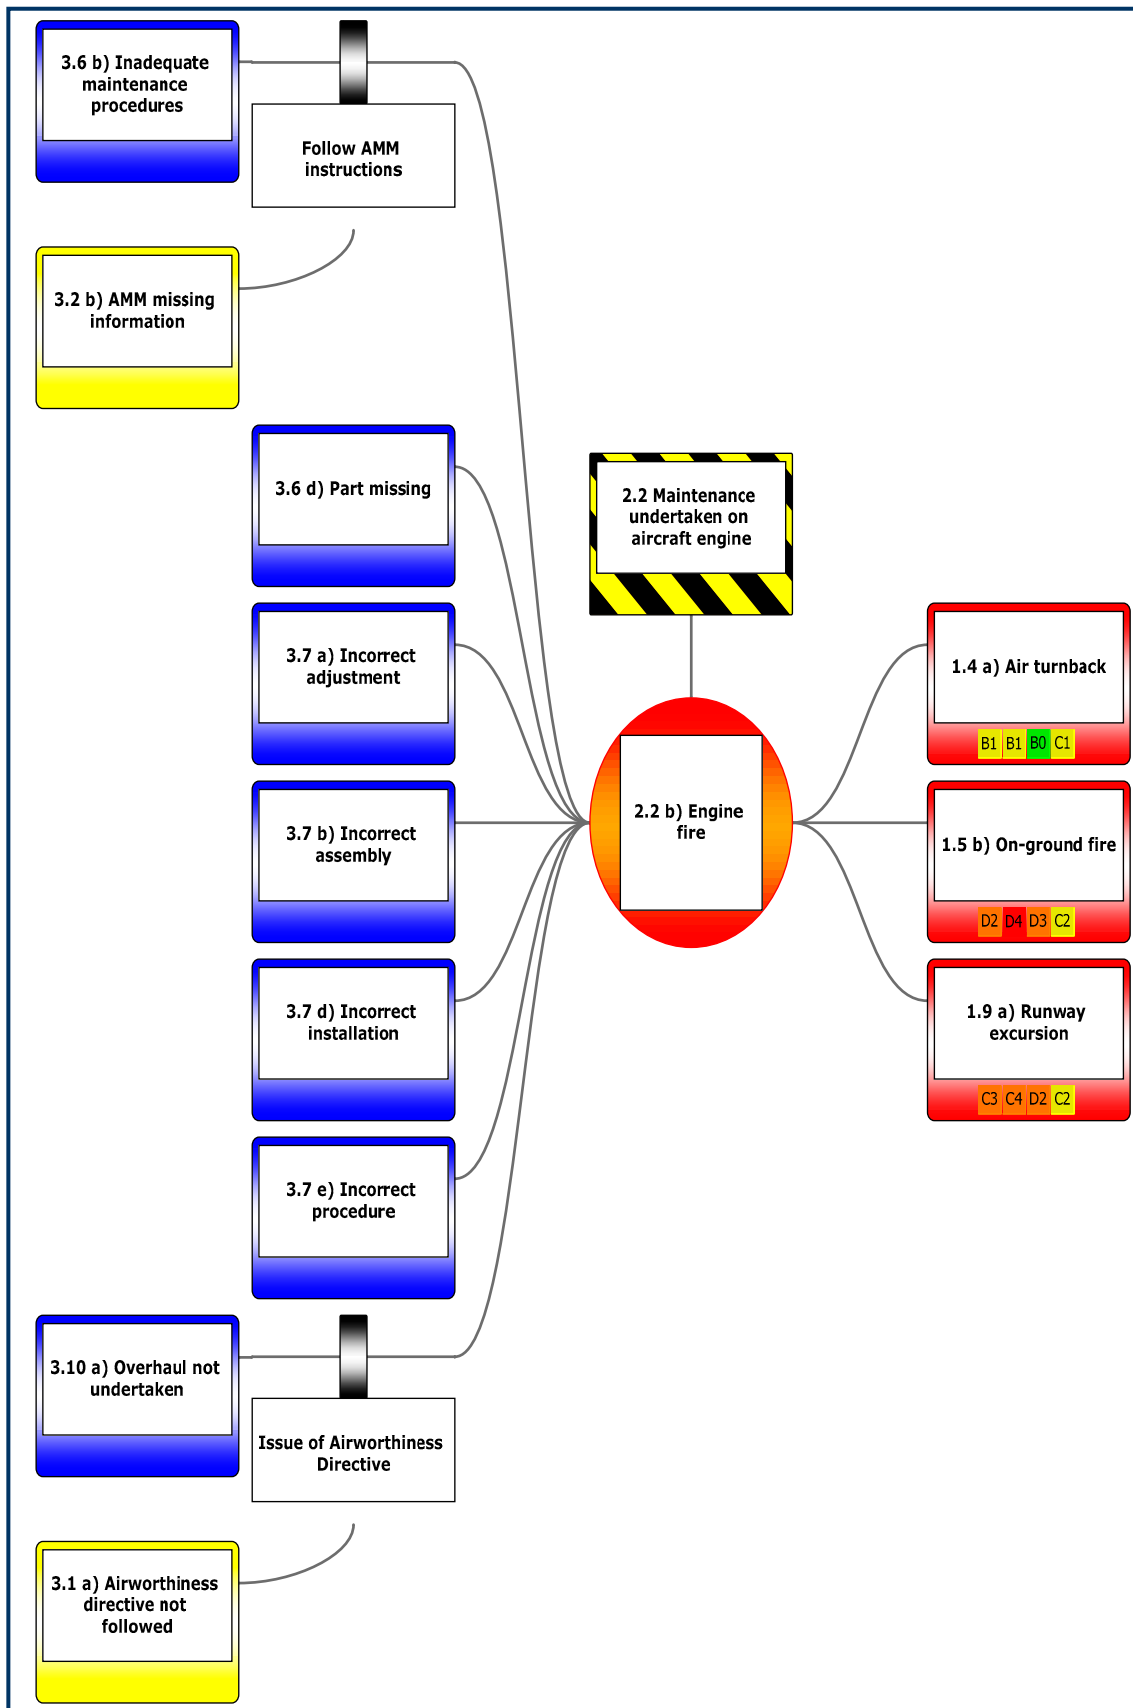 3.6 b) Inadequate
maintenance
procedures
Follow AMM
instructions
3.2 b) AMM missing
information
3.6 d) Part missing
3.7 a) Incorrect
adjustment
3.7 b) Incorrect
assembly
3.7 d) Incorrect
installation
3.7 e) Incorrect
procedure
3.10 a) Overhaul not
undertaken
Issue of Airworthiness
Directive
3.1 a) Airworthiness
directive not
followed
2.2 Maintenance
undertaken on
aircraft engine
2.2 b) Engine
fire
1.4 a) Air turnback
B1 B1 B0 C1
1.5 b) On-ground fire
D2 D4 D3 C2
1.9 a) Runway
excursion
C3 C4 D2 C2